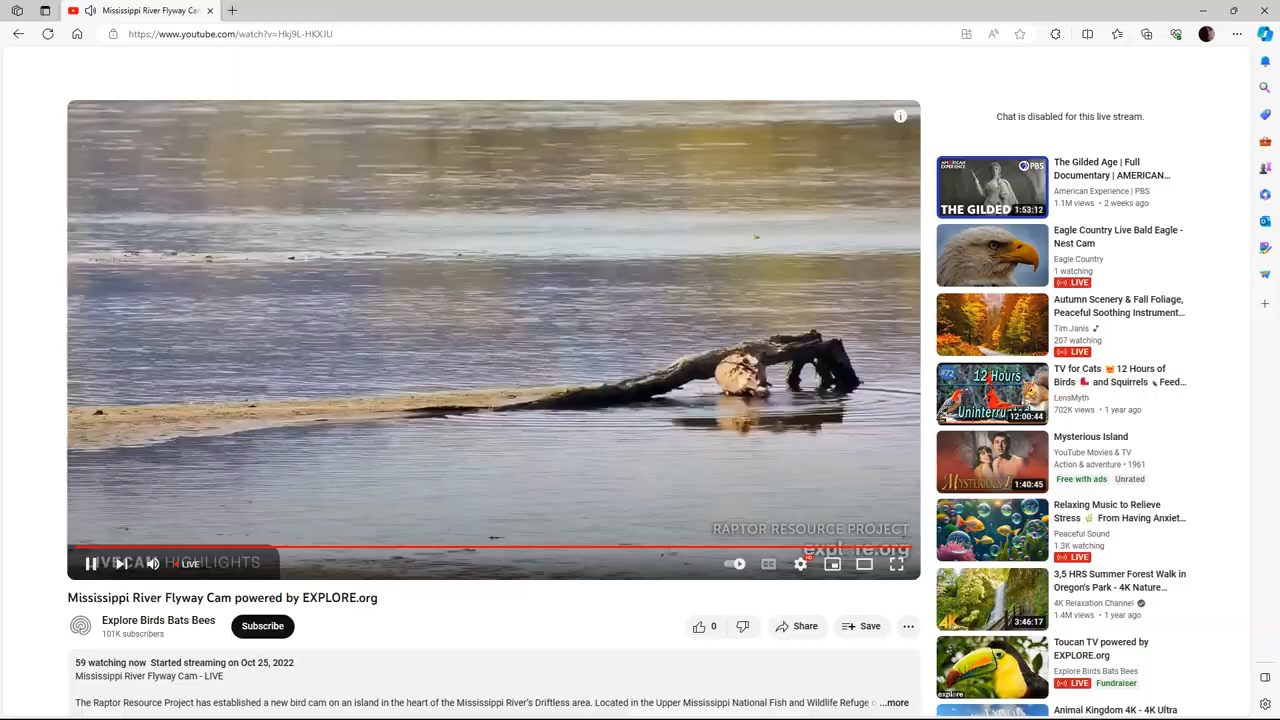 Mississippi River Flyway Cam
https://www.youtube.com/watch?v=Hkj9L-HKXJU
RAPTOR RESOURCE PROJECT
explore.org
LIVECAM HIGHLIGHTS
LIVE
HD
Mississippi River Flyway Cam powered by EXPLORE.org
Explore Birds Bats Bees
101K subscribers
Subscribe
0
Share
Save
59 watching now Started streaming on Oct 25, 2022
Mississippi River Flyway Cam - LIVE
The Raptor Resource Project has established a new bird cam on an island in the heart of the Mississippi River's Driftless area. Located in the Upper Mississippi National Fish and Wildlife Refuge o ...more
Chat is disabled for this live stream.
AMERICAN EXPERIENCE
PBS
THE GILDED
1:53:12
The Gilded Age | Full
Documentary | AMERICAN...
American Experience | PBS
1.1M views • 2 weeks ago
Eagle Country Live Bald Eagle -
Nest Cam
Eagle Country
1 watching
LIVE
Autumn Scenery & Fall Foliage,
Peaceful Soothing Instrument...
Tim Janis
207 watching
LIVE
#72
12 Hours
Uninterrupted
12:00:44
TV for Cats 12 Hours of
Birds and Squirrels Feed...
LensMyth
702K views • 1 year ago
1:40:45
Mysterious Island
YouTube Movies & TV
Action & adventure • 1961
Free with ads Unrated
Relaxing Music to Relieve
Stress From Having Anxiet...
Peaceful Sound
1.3K watching
LIVE
4K
3:46:17
3,5 HRS Summer Forest Walk in
Oregon's Park - 4K Nature...
4K Relaxation Channel
1.4M views • 1 year ago
explore
Toucan TV powered by
EXPLORE.org
Explore Birds Bats Bees
LIVE Fundraiser
Animal Kingdom 4K - 4K Ultra